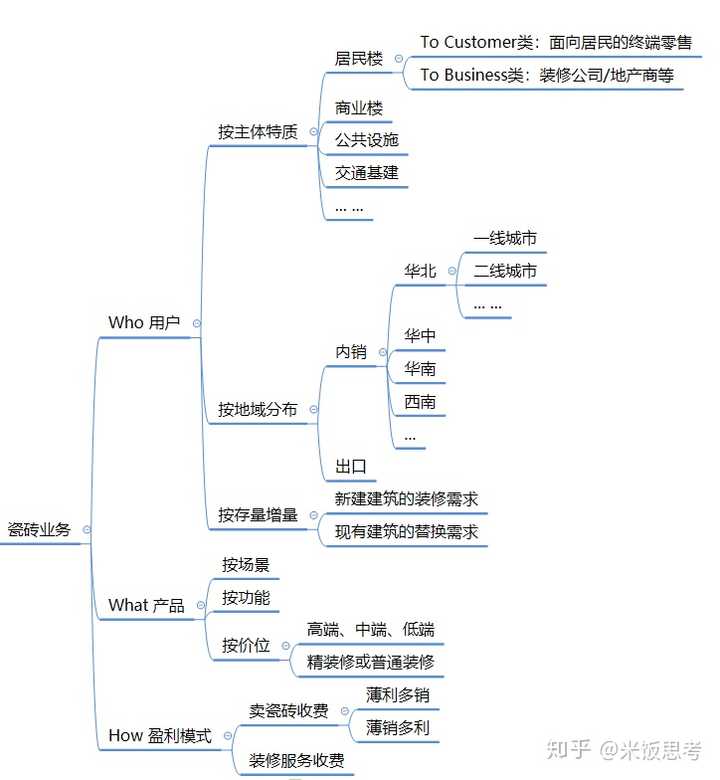 瓷砖业务
Who 用户
按主体特质
居民楼
To Customer类：面向居民的终端零售
To Business类：装修公司/地产商等
商业楼
公共设施
交通基建
... ...
按地域分布
内销
华北
一线城市
二线城市
... ...
华中
华南
西南
...
出口
按存量增量
新建建筑的装修需求
现有建筑的替换需求
What 产品
按场景
按功能
按价位
高端、中端、低端
精装修或普通装修
How 盈利模式
卖瓷砖收费
薄利多销
薄销多利
装修服务收费
知乎 @米饭思考